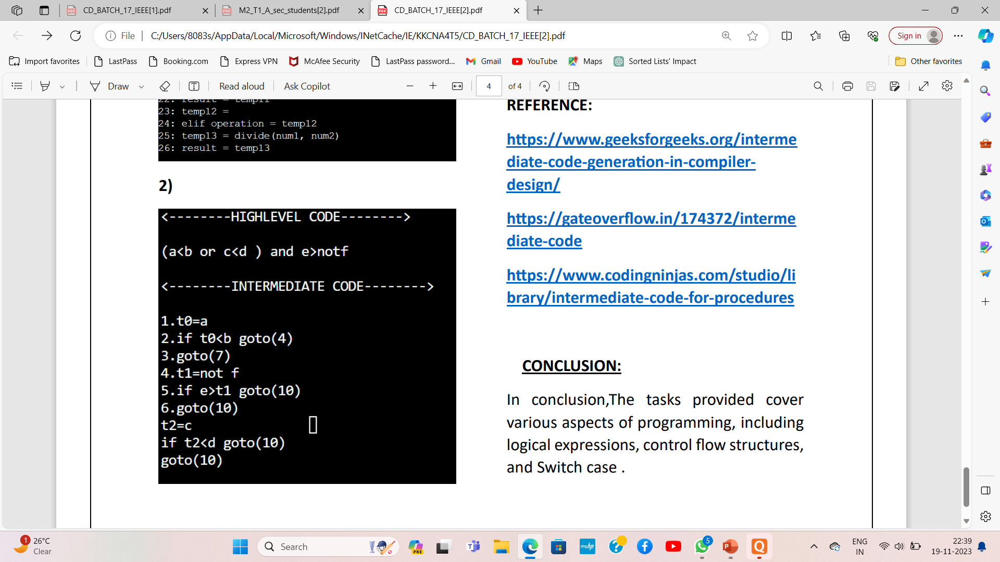 CD_BATCH_17_IEEE[1].pdf
M2_T1_A_sec_students[2].pdf
CD_BATCH_17_IEEE[2].pdf
File
C:/Users/8083s/AppData/Local/Microsoft/Windows/INetCache/IE/KKCNA4T5/CD_BATCH_17_IEEE[2].pdf
Sign in
Import favorites
LastPass
Booking.com
Express VPN
McAfee Security
LastPass password...
Gmail
YouTube
Maps
Sorted Lists' Impact
Other favorites
Draw
Read aloud
Ask Copilot
4
of 4
22: result = temp11
23: temp12 =
24: elif operation = temp12
25: temp13 = divide(num1, num2)
26: result = temp13
2)
<--------HIGHLEVEL CODE-------->
(a<b or c<d ) and e>notf
<--------INTERMEDIATE CODE-------->
1.t0=a
2.if t0<b goto(4)
3.goto(7)
4.t1=not f
5.if e>t1 goto(10)
6.goto(10)
t2=c
if t2<d goto(10)
goto(10)
REFERENCE:
https://www.geeksforgeeks.org/interme
diate-code-generation-in-compiler-
design/
https://gateoverflow.in/174372/interme
diate-code
https://www.codingninjas.com/studio/li
brary/intermediate-code-for-procedures
CONCLUSION:
In conclusion,The tasks provided cover
various aspects of programming, including
logical expressions, control flow structures,
and Switch case .
1
26°C
Clear
Search
PRE
myhp
5
ENG
IN
22:39
19-11-2023